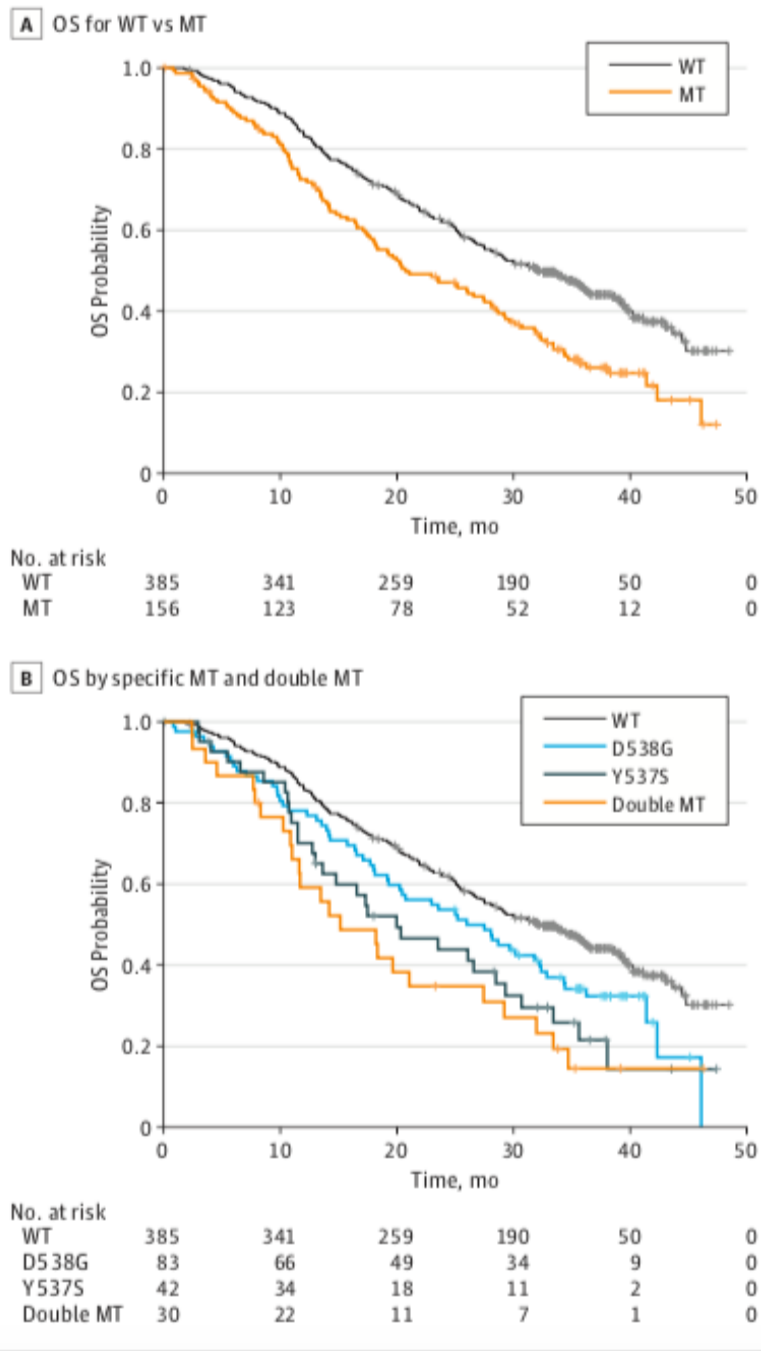 A OS for WT vs MT
WT
MT
1.0
0.8
0.6
0.4
0.2
0
OS Probability
0 10 20 30 40 50
Time, mo
No. at risk
WT 385 341 259 190 50 0
MT 156 123 78 52 12 0
B OS by specific MT and double MT
WT
D538G
Y537S
Double MT
1.0
0.8
0.6
0.4
0.2
0
OS Probability
0 10 20 30 40 50
Time, mo
No. at risk
WT 385 341 259 190 50 0
D538G 83 66 49 34 9 0
Y537S 42 34 18 11 2 0
Double MT 30 22 11 7 1 0